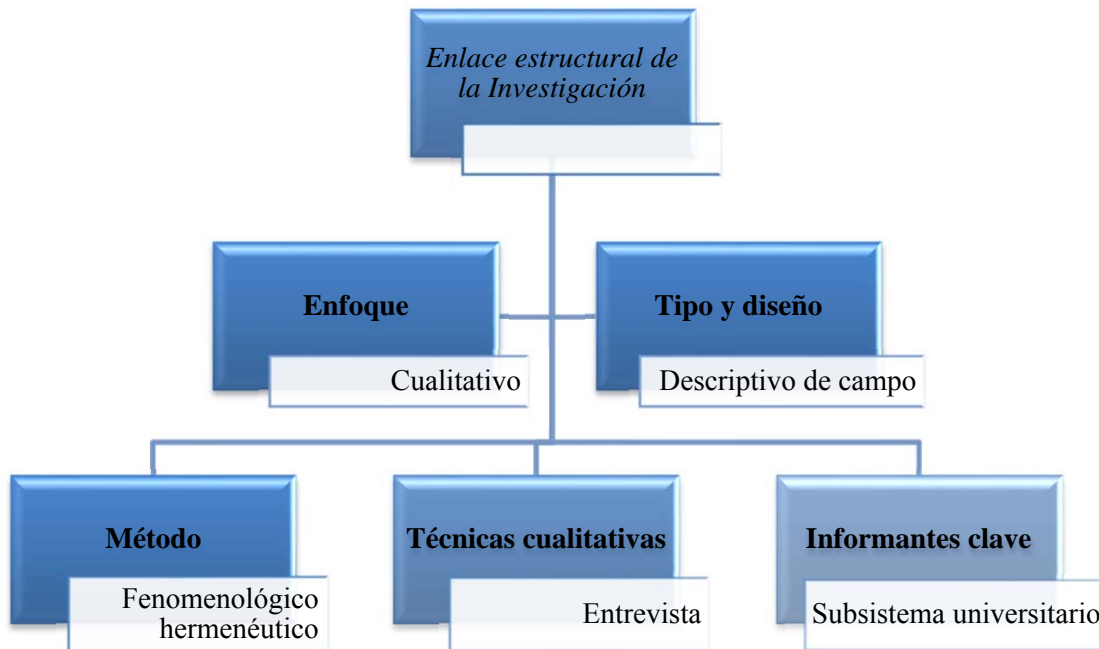 Enlace estructural de
la Investigación
Enfoque
Cualitativo
Tipo y diseño
Descriptivo de campo
Método
Fenomenológico
hermenéutico
Técnicas cualitativas
Entrevista
Informantes clave
Subsistema universitario